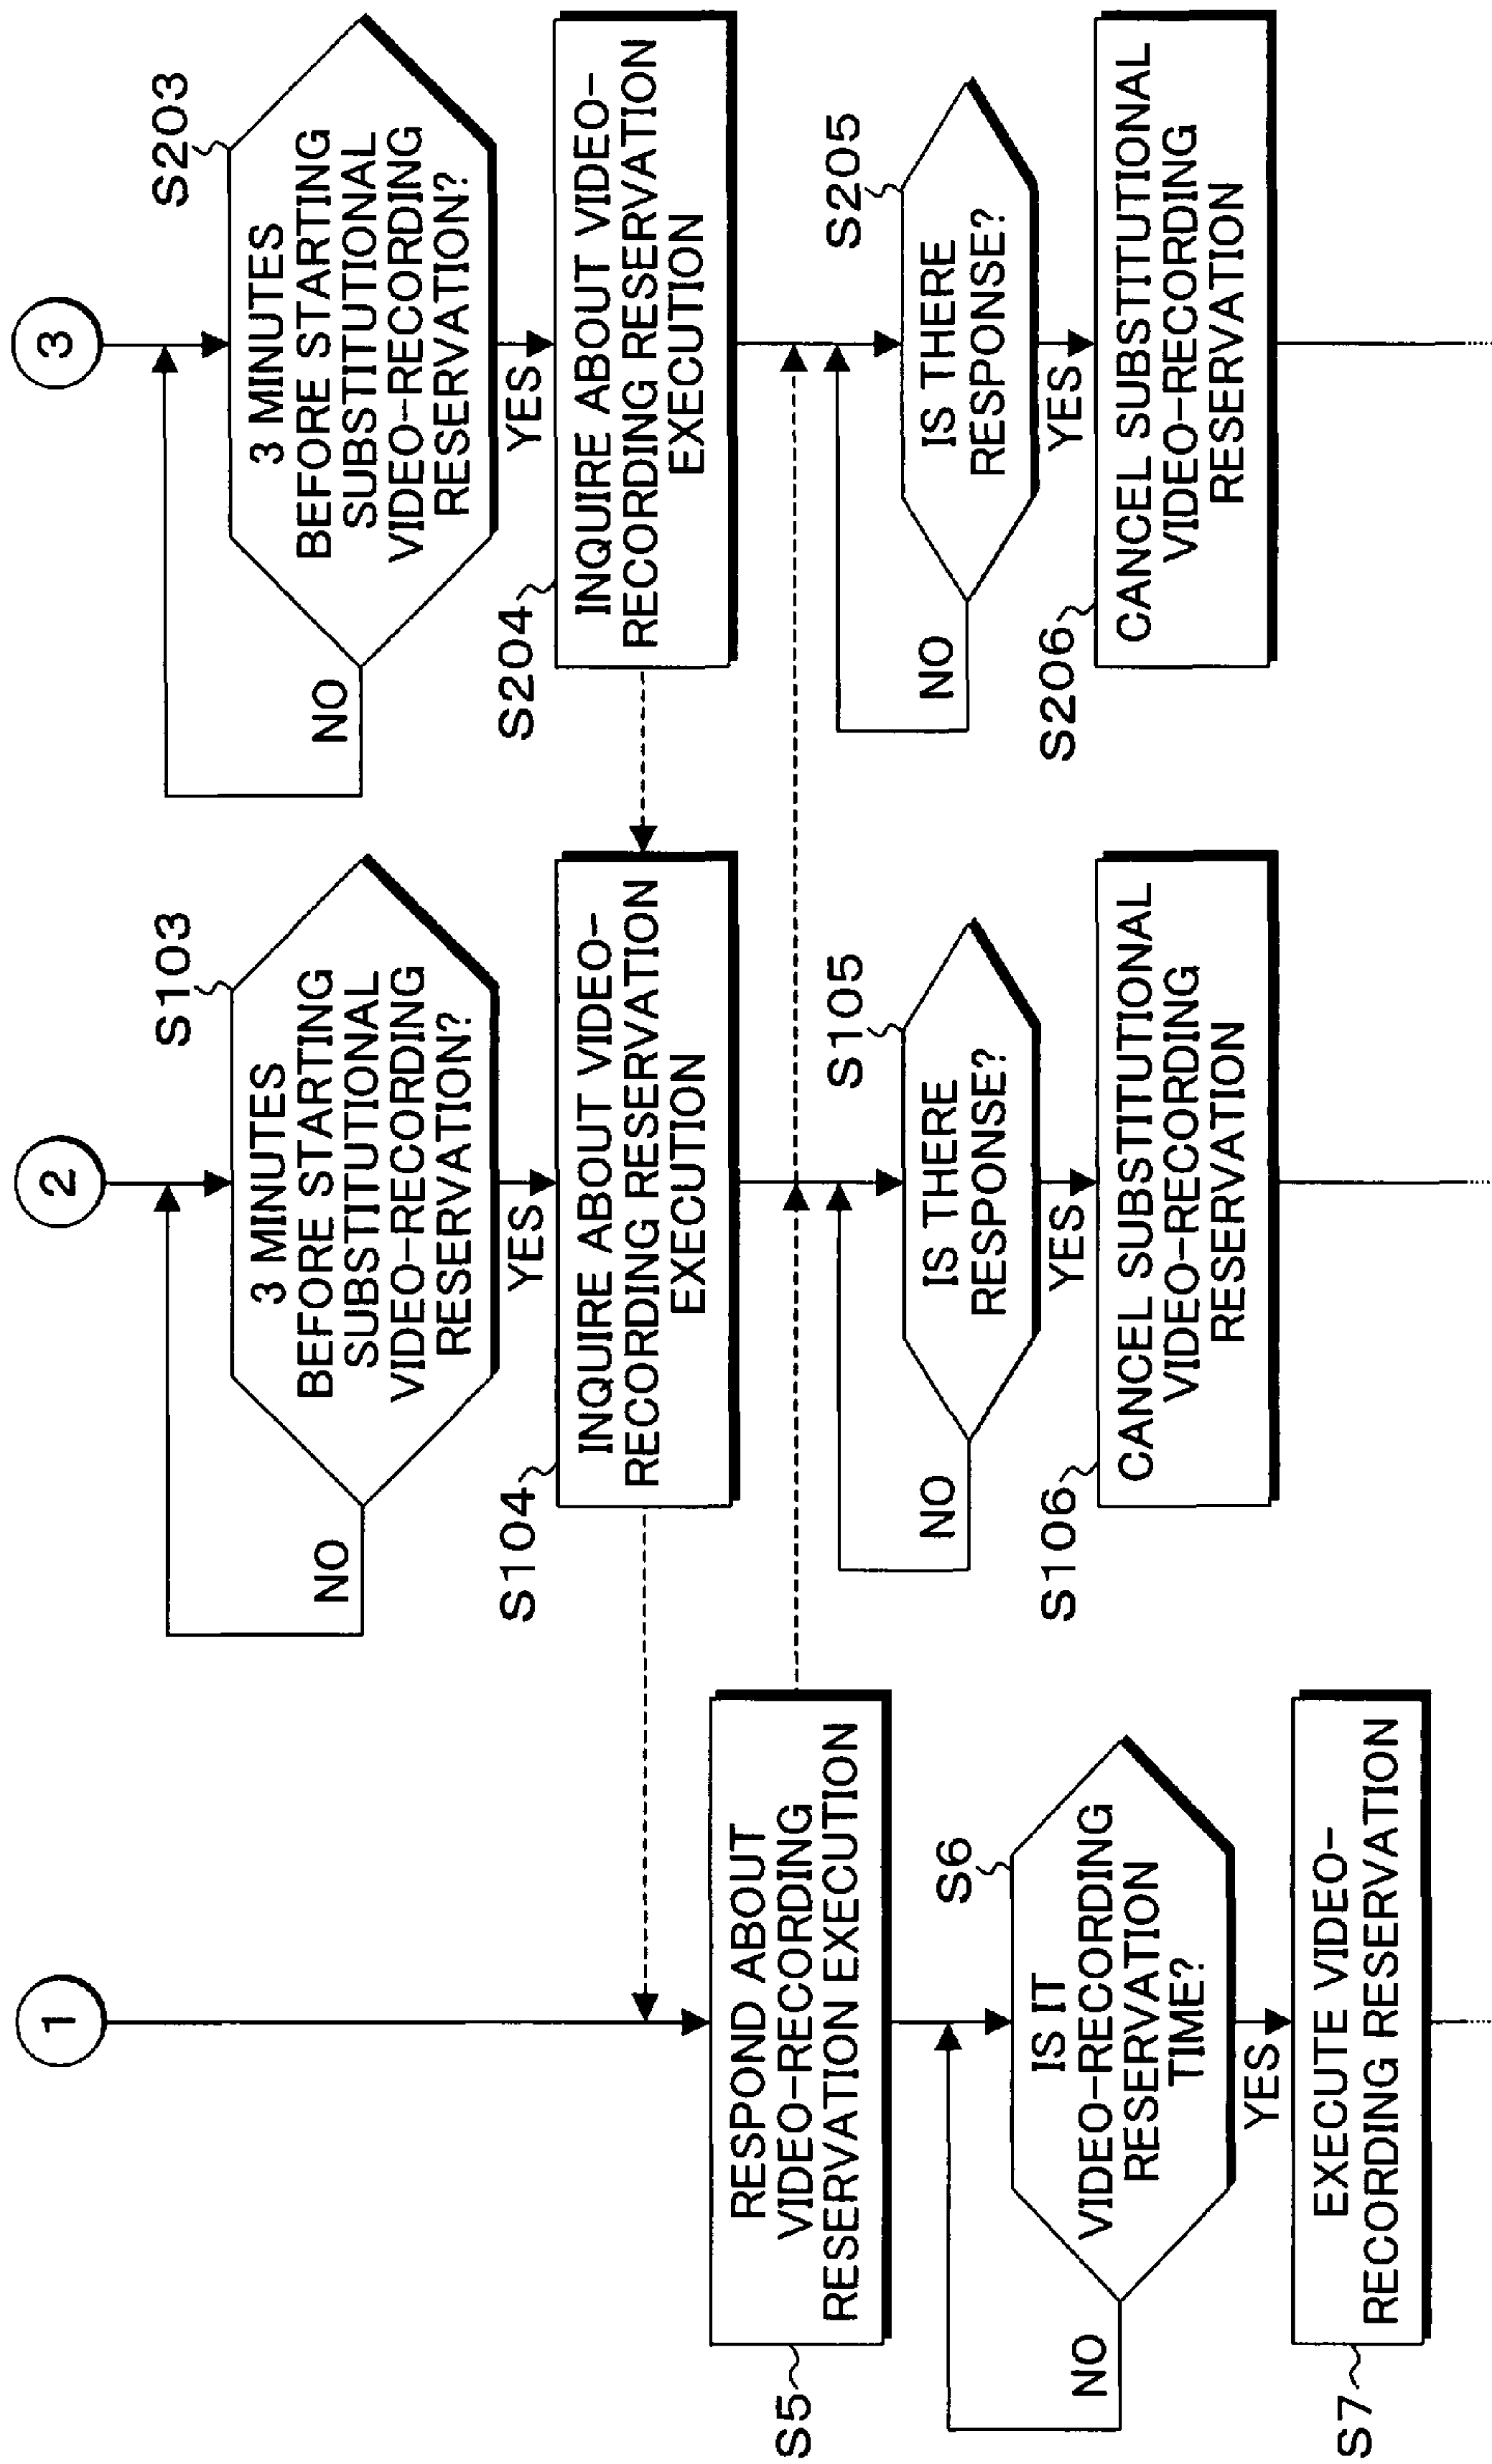 1
RESPOND ABOUT
VIDEO-RECORDING
RESERVATION EXECUTION
S5
IS IT
VIDEO-RECORDING
RESERVATION
TIME?
S6
NO
YES
EXECUTE VIDEO-
RECORDING RESERVATION
S7
2
3 MINUTES
BEFORE STARTING
SUBSTITUTIONAL
VIDEO-RECORDING
RESERVATION?
S103
NO
YES
INQUIRE ABOUT VIDEO-
RECORDING RESERVATION
EXECUTION
S104
IS THERE
RESPONSE?
S105
NO
YES
CANCEL SUBSTITUTIONAL
VIDEO-RECORDING
RESERVATION
S106
3
3 MINUTES
BEFORE STARTING
SUBSTITUTIONAL
VIDEO-RECORDING
RESERVATION?
S203
NO
YES
INQUIRE ABOUT VIDEO-
RECORDING RESERVATION
EXECUTION
S204
IS THERE
RESPONSE?
S205
NO
YES
CANCEL SUBSTITUTIONAL
VIDEO-RECORDING
RESERVATION
S206